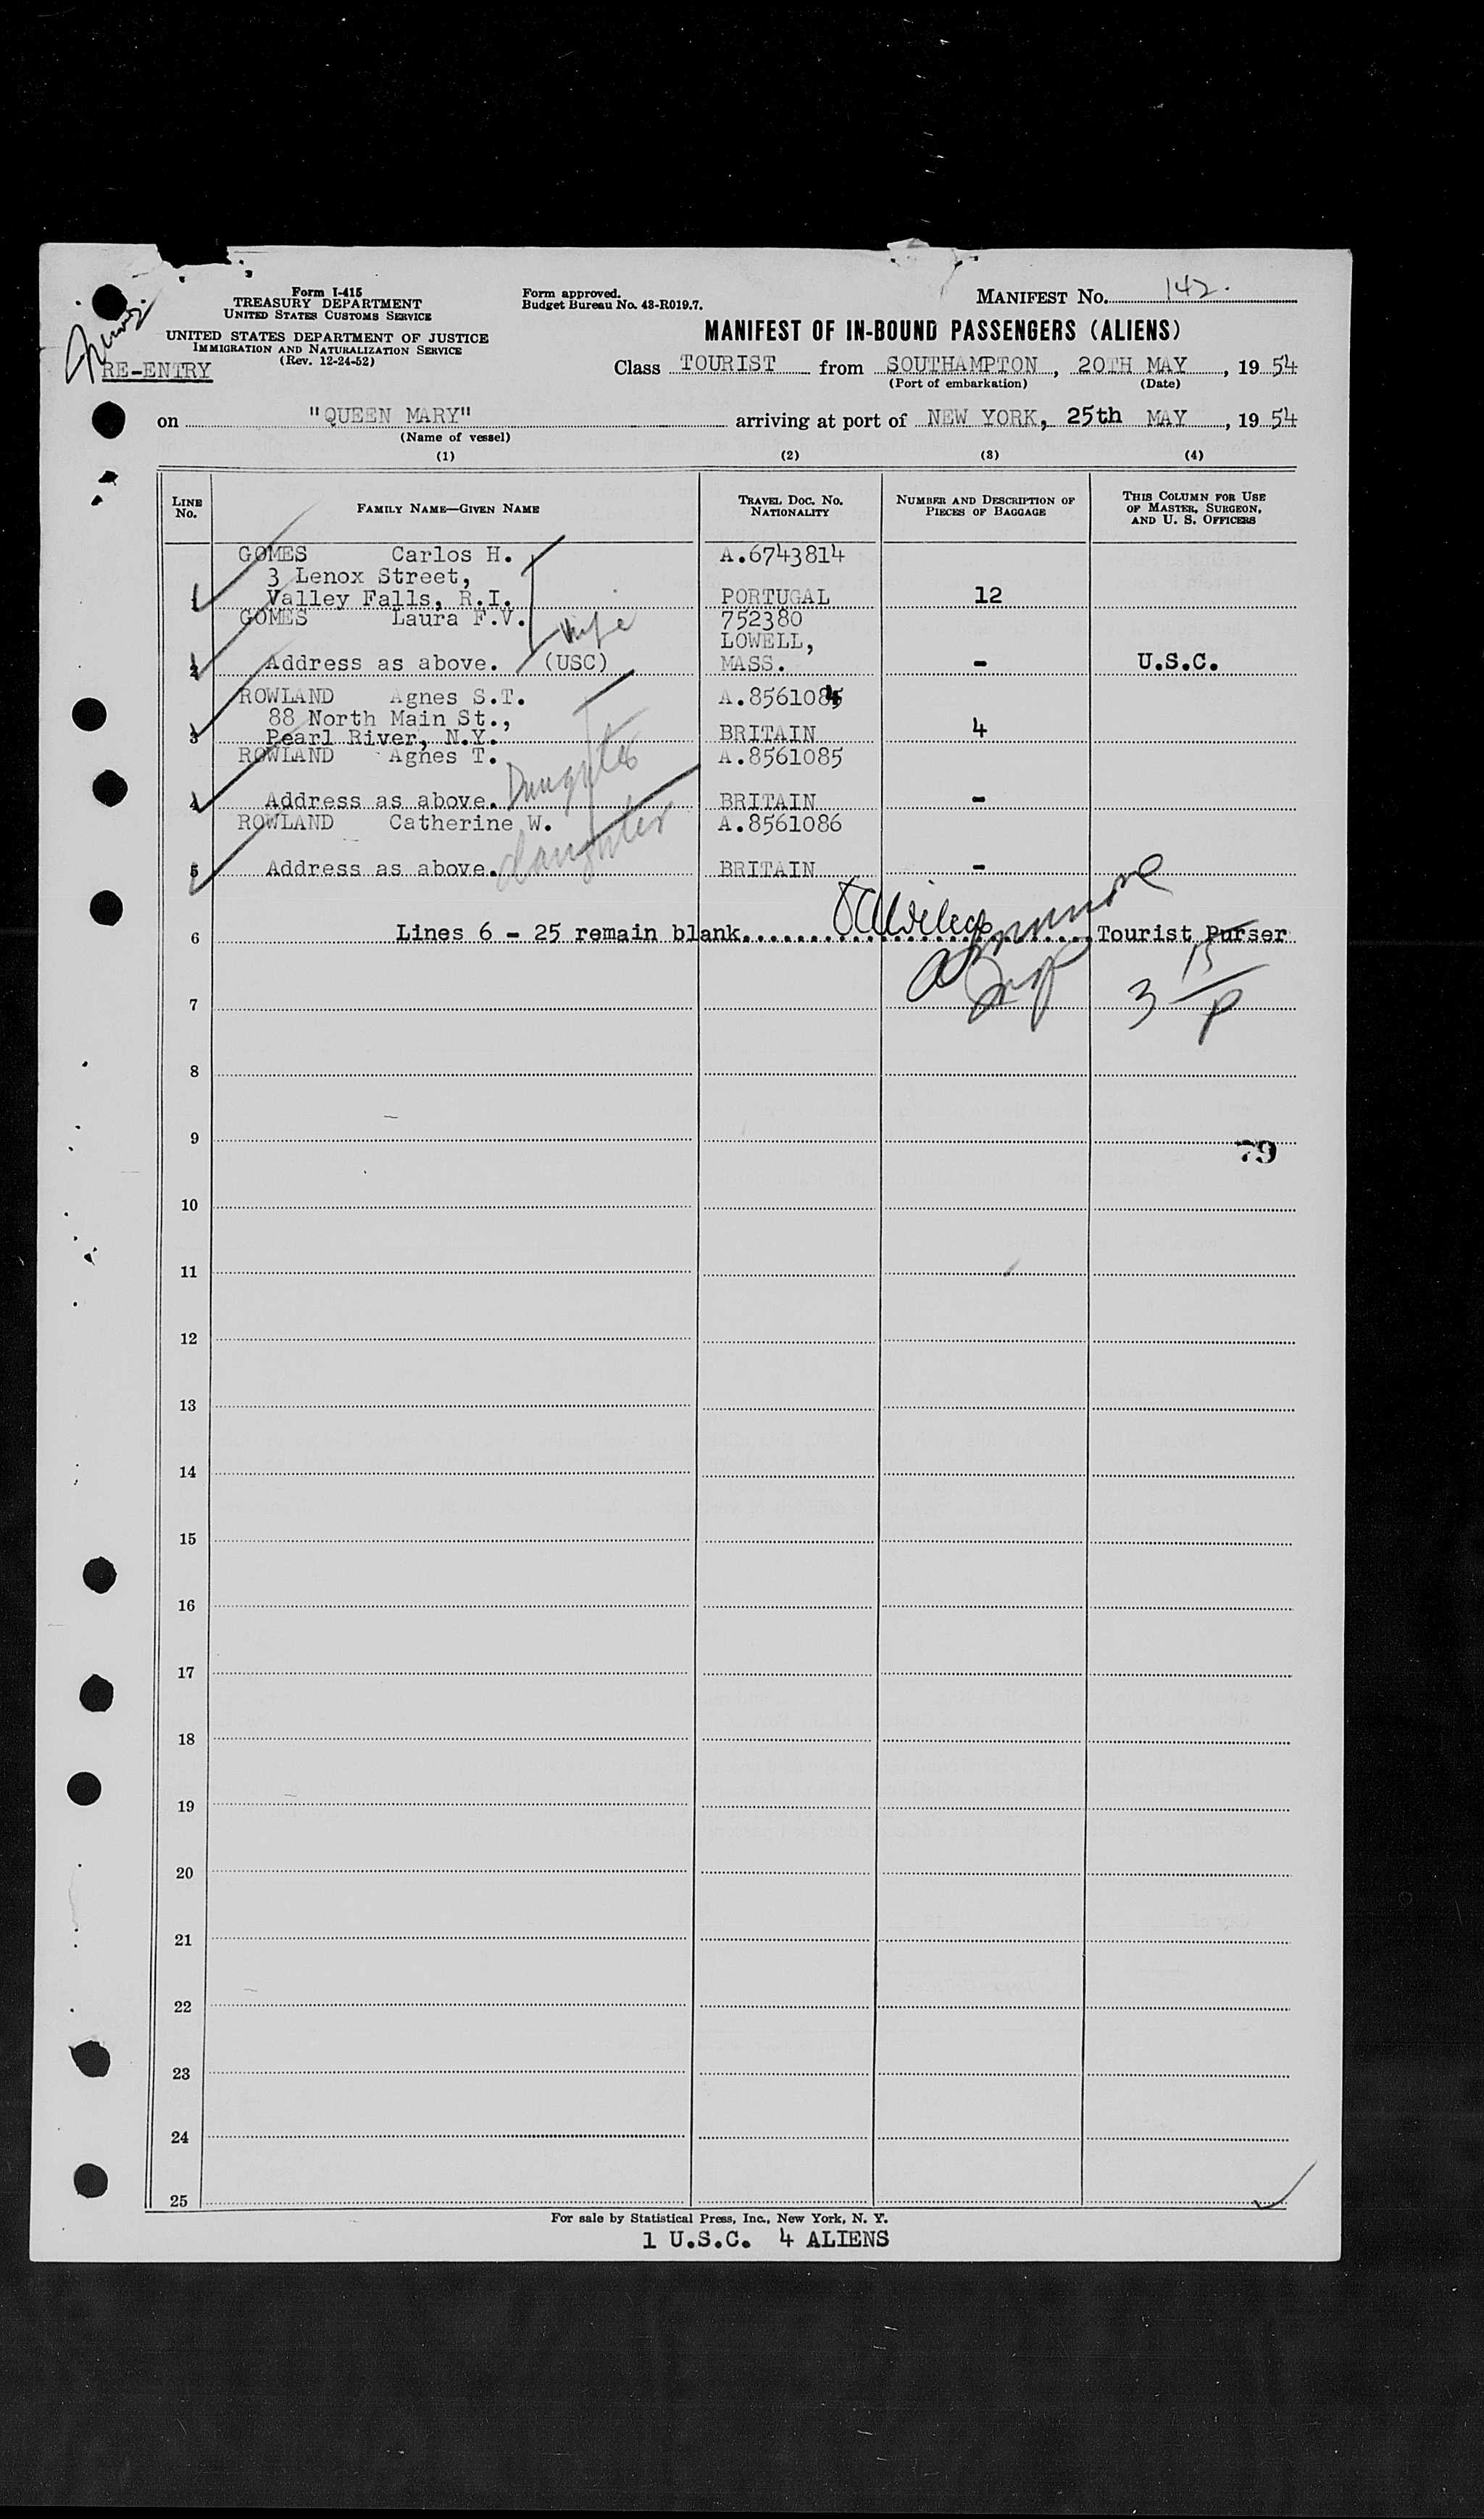 Form I-415
TREASURY DEPARTMENT
UNITED STATES CUSTOMS SERVICE
UNITED STATES DEPARTMENT OF JUSTICE
IMMIGRATION AND NATURALIZATION SERVICE
(Rev. 12-24-52)
RE-ENTRY
Form approved.
Budget Bureau No. 43-R019.7.
MANIFEST NO. 142.
MANIFEST OF IN-BOUND PASSENGERS (ALIENS)
Class TOURIST from SOUTHAMPTON, 20TH MAY, 1954
(Port of embarkation) (Date)
on "QUEEN MARY" arriving at port of NEW YORK, 25th MAY, 1954
(Name of vessel)
(1) (2) (3) (4)
LINE NO. FAMILY NAME—GIVEN NAME TRAVEL DOC. NO. NATIONALITY NUMBER AND DESCRIPTION OF PIECES OF BAGGAGE THIS COLUMN FOR USE OF MASTER, SURGEON, AND U. S. OFFICERS
GOMES Carlos H. A.6743814
3 Lenox Street,
1 Valley Falls, R.I. PORTUGAL 12
GOMES Laura F.V. wife 752380
LOWELL,
2 Address as above. (USC) MASS. - U.S.C.
ROWLAND Agnes S.T. A.8561084
88 North Main St.,
3 Pearl River, N.Y. BRITAIN 4
ROWLAND Agnes T. Daughter A.8561085
4 Address as above. BRITAIN -
ROWLAND Catherine W. daughter A.8561086
5 Address as above. BRITAIN -
6 Lines 6 - 25 remain blank. Tourist Purser
7
8
9
79
10
11
12
13
14
15
16
17
18
19
20
21
22
23
24
25
For sale by Statistical Press, Inc., New York, N. Y.
1 U.S.C. 4 ALIENS